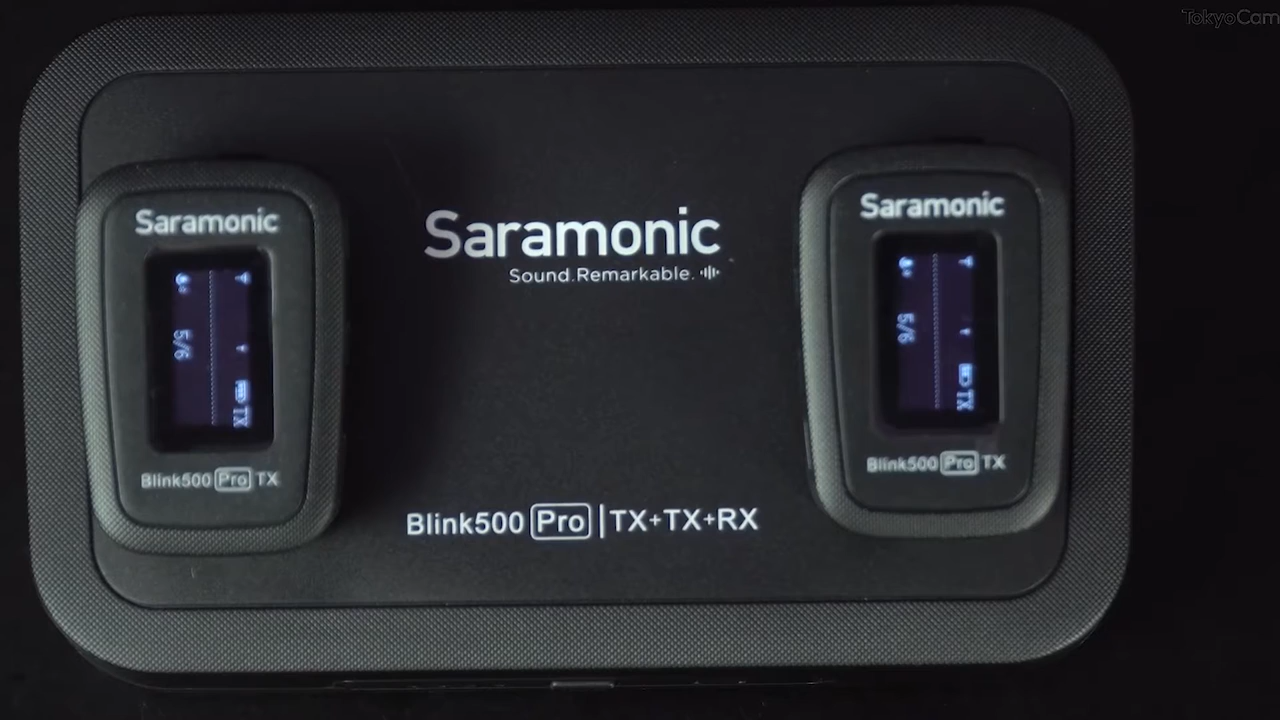 TokyoCam
Saramonic
5/6
TX
Blink500 Pro TX
Saramonic
Sound.Remarkable.
Blink500 Pro | TX+TX+RX
Saramonic
5/6
TX
Blink500 Pro TX